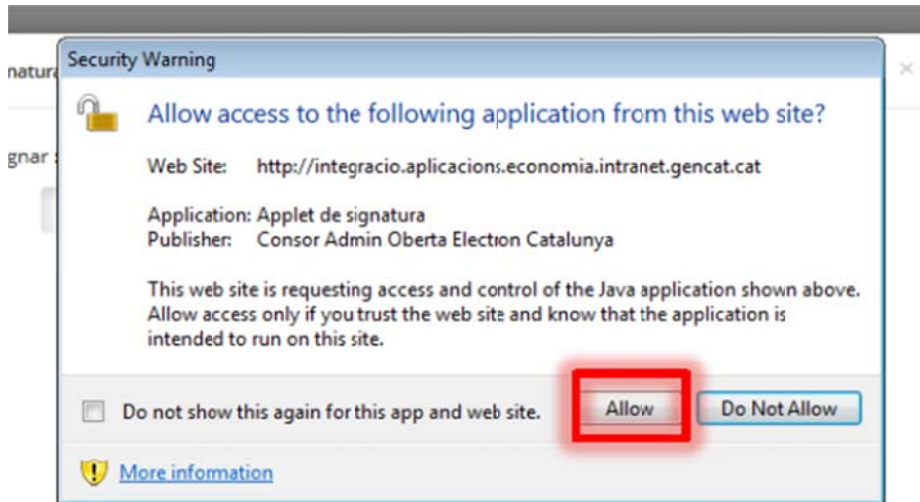 Security Warning
natura
Allow access to the following application from this web site?
gnar s
Web Site: http://integracio.aplicacions.economia.intranet.gencat.cat
Application: Applet de signatura
Publisher: Consor Admin Oberta Electron Catalunya
This web site is requesting access and control of the Java application shown above.
Allow access only if you trust the web site and know that the application is
intended to run on this site.
Do not show this again for this app and web site.
Allow
Do Not Allow
More information